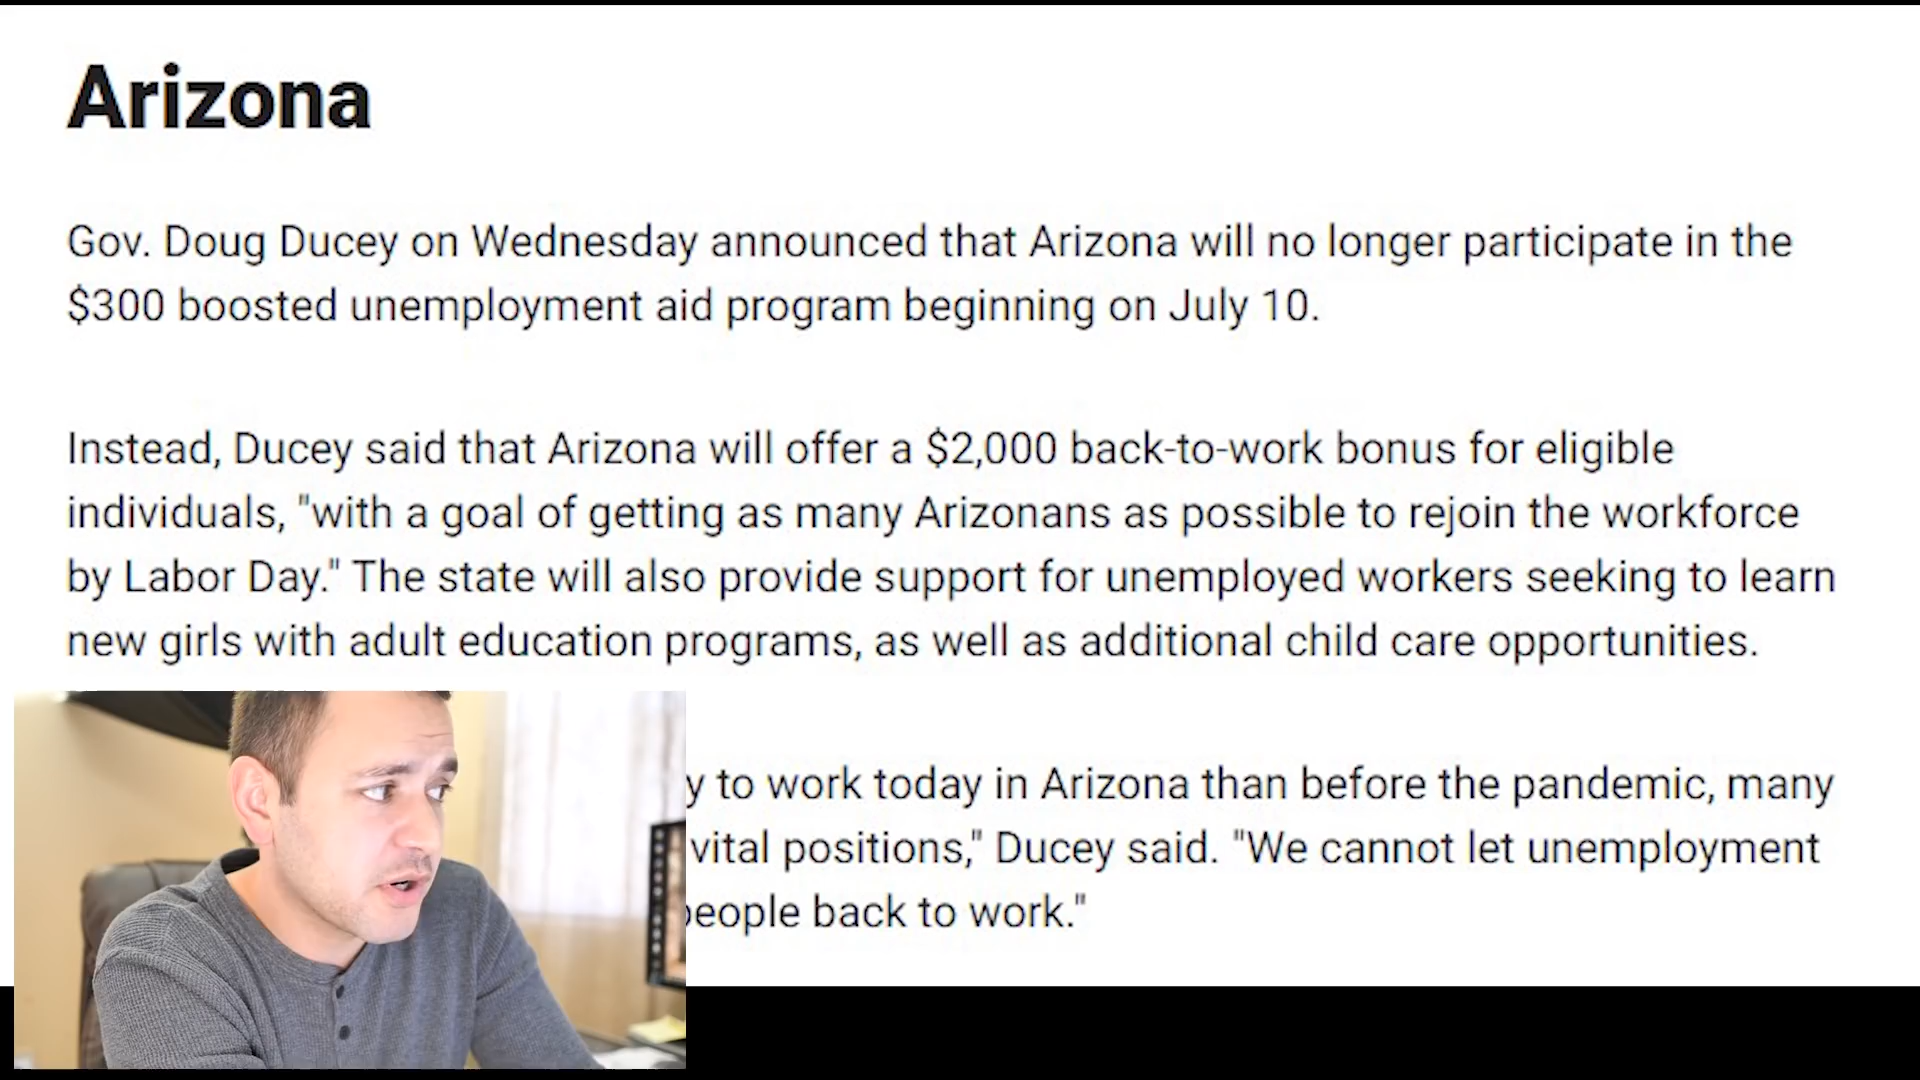 Arizona
Gov. Doug Ducey on Wednesday announced that Arizona will no longer participate in the
$300 boosted unemployment aid program beginning on July 10.
Instead, Ducey said that Arizona will offer a $2,000 back-to-work bonus for eligible
individuals, "with a goal of getting as many Arizonans as possible to rejoin the workforce
by Labor Day." The state will also provide support for unemployed workers seeking to learn
new girls with adult education programs, as well as additional child care opportunities.
y to work today in Arizona than before the pandemic, many
vital positions," Ducey said. "We cannot let unemployment
people back to work."